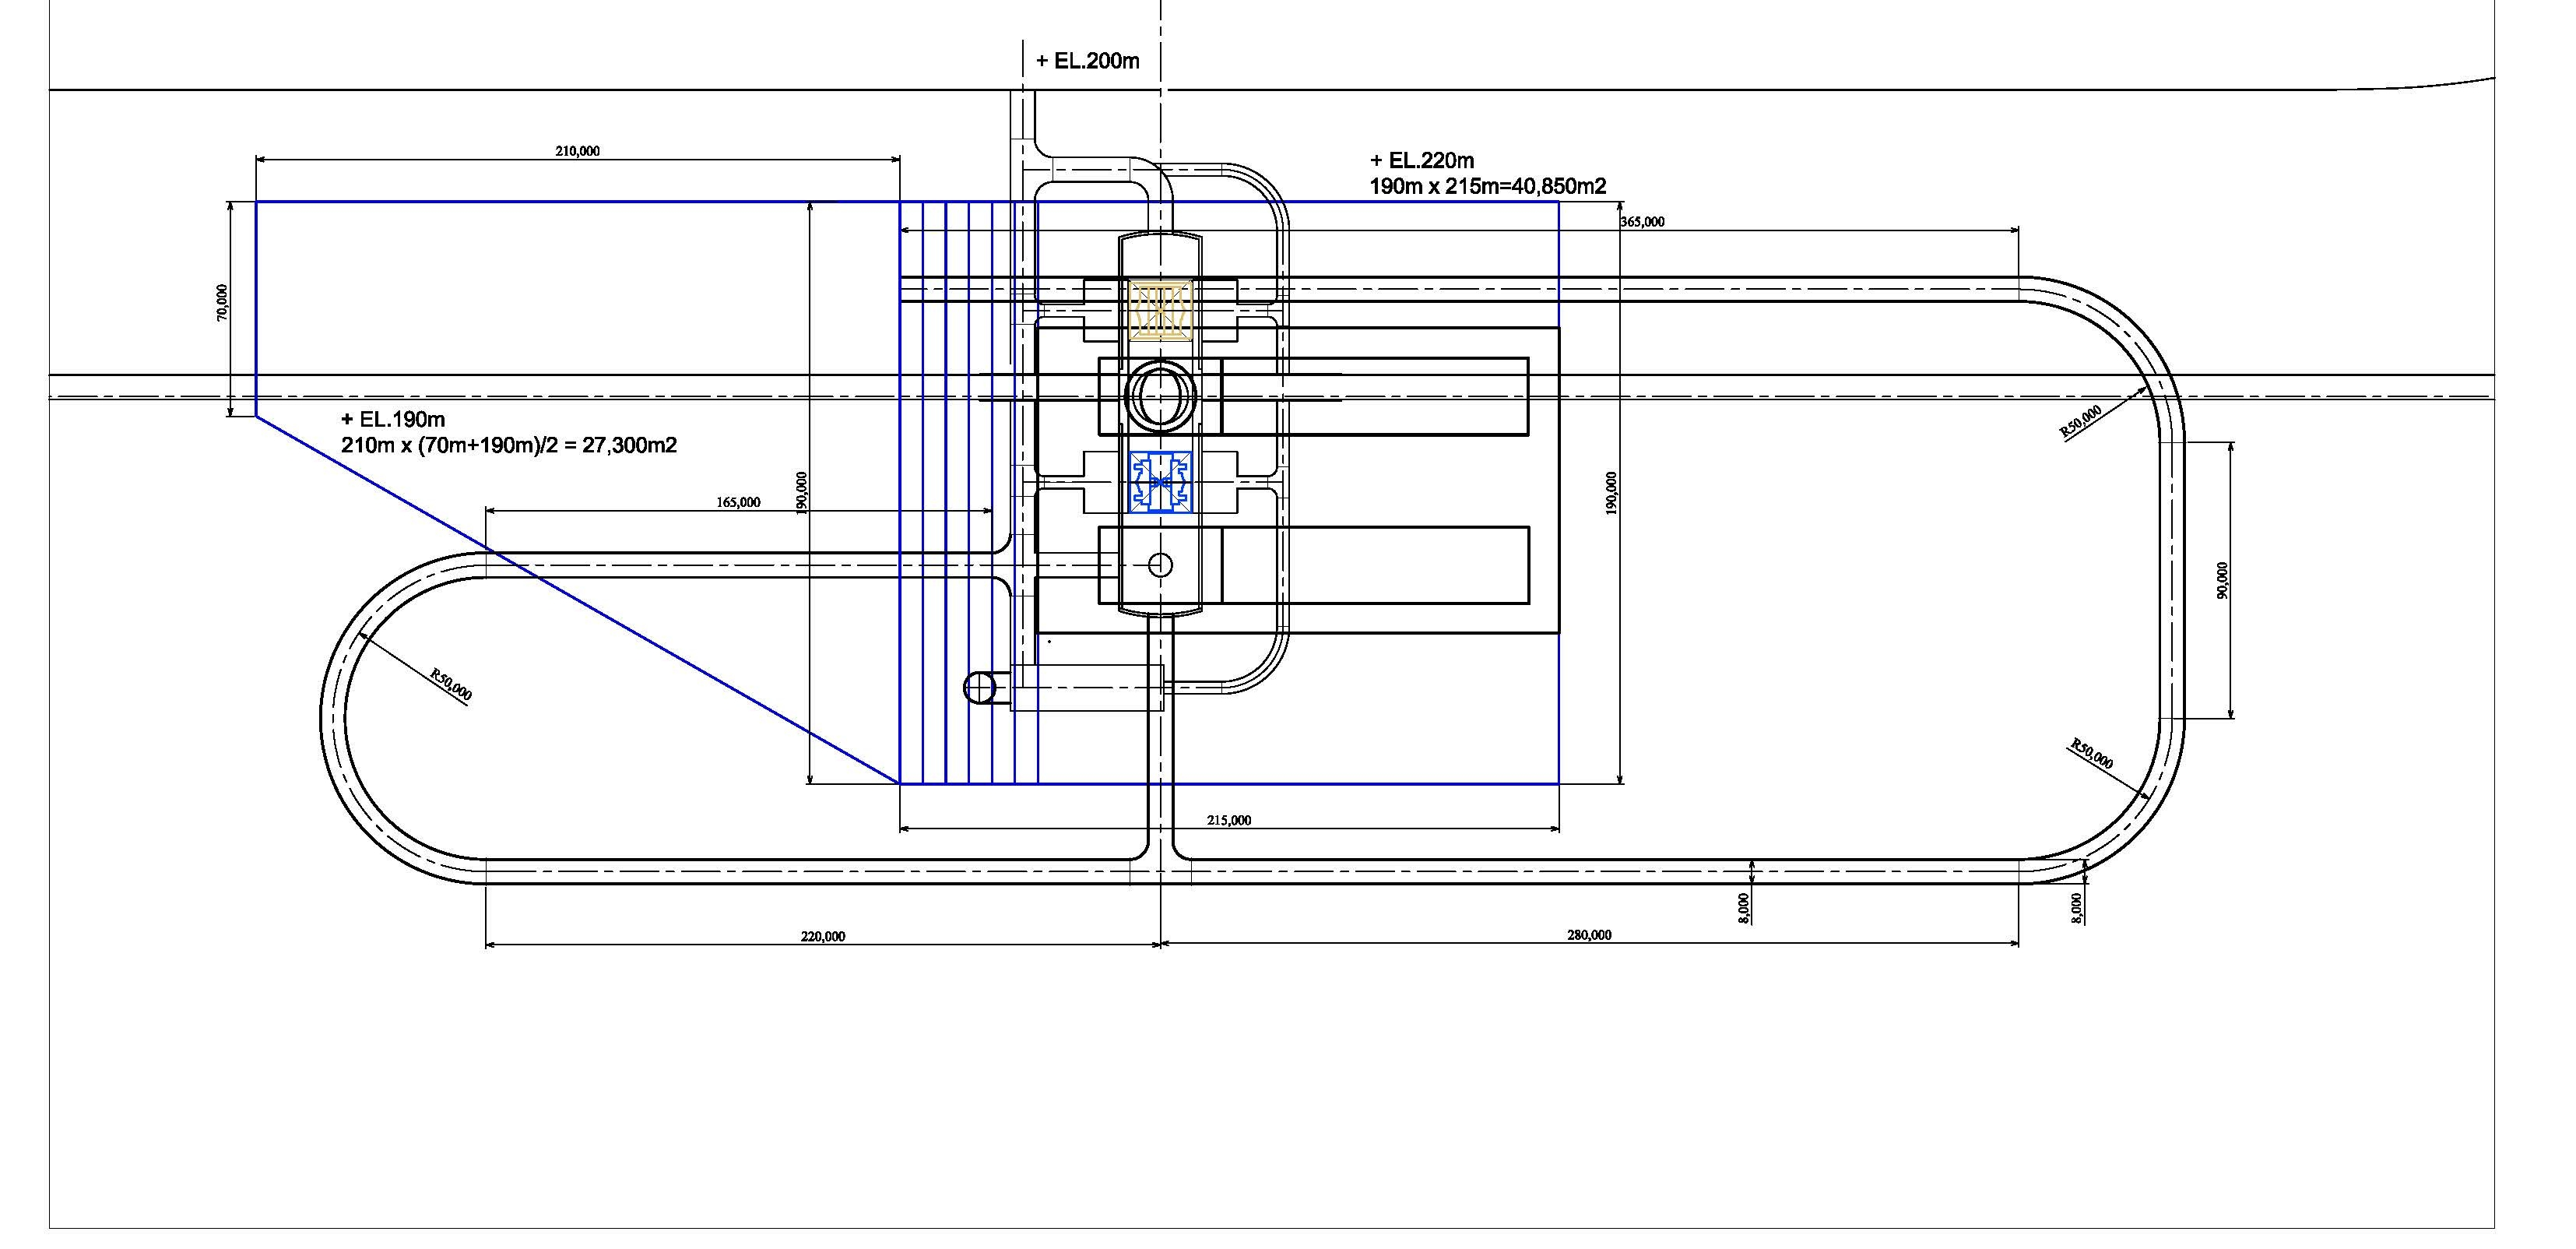 + EL.200m
210,000
+ EL.220m
190m x 215m=40,850m2
365,000
70,000
+ EL.190m
210m x (70m+190m)/2 = 27,300m2
R50,000
165,000
190,000
190,000
90,000
R50,000
R50,000
215,000
8,000
8,000
220,000
280,000